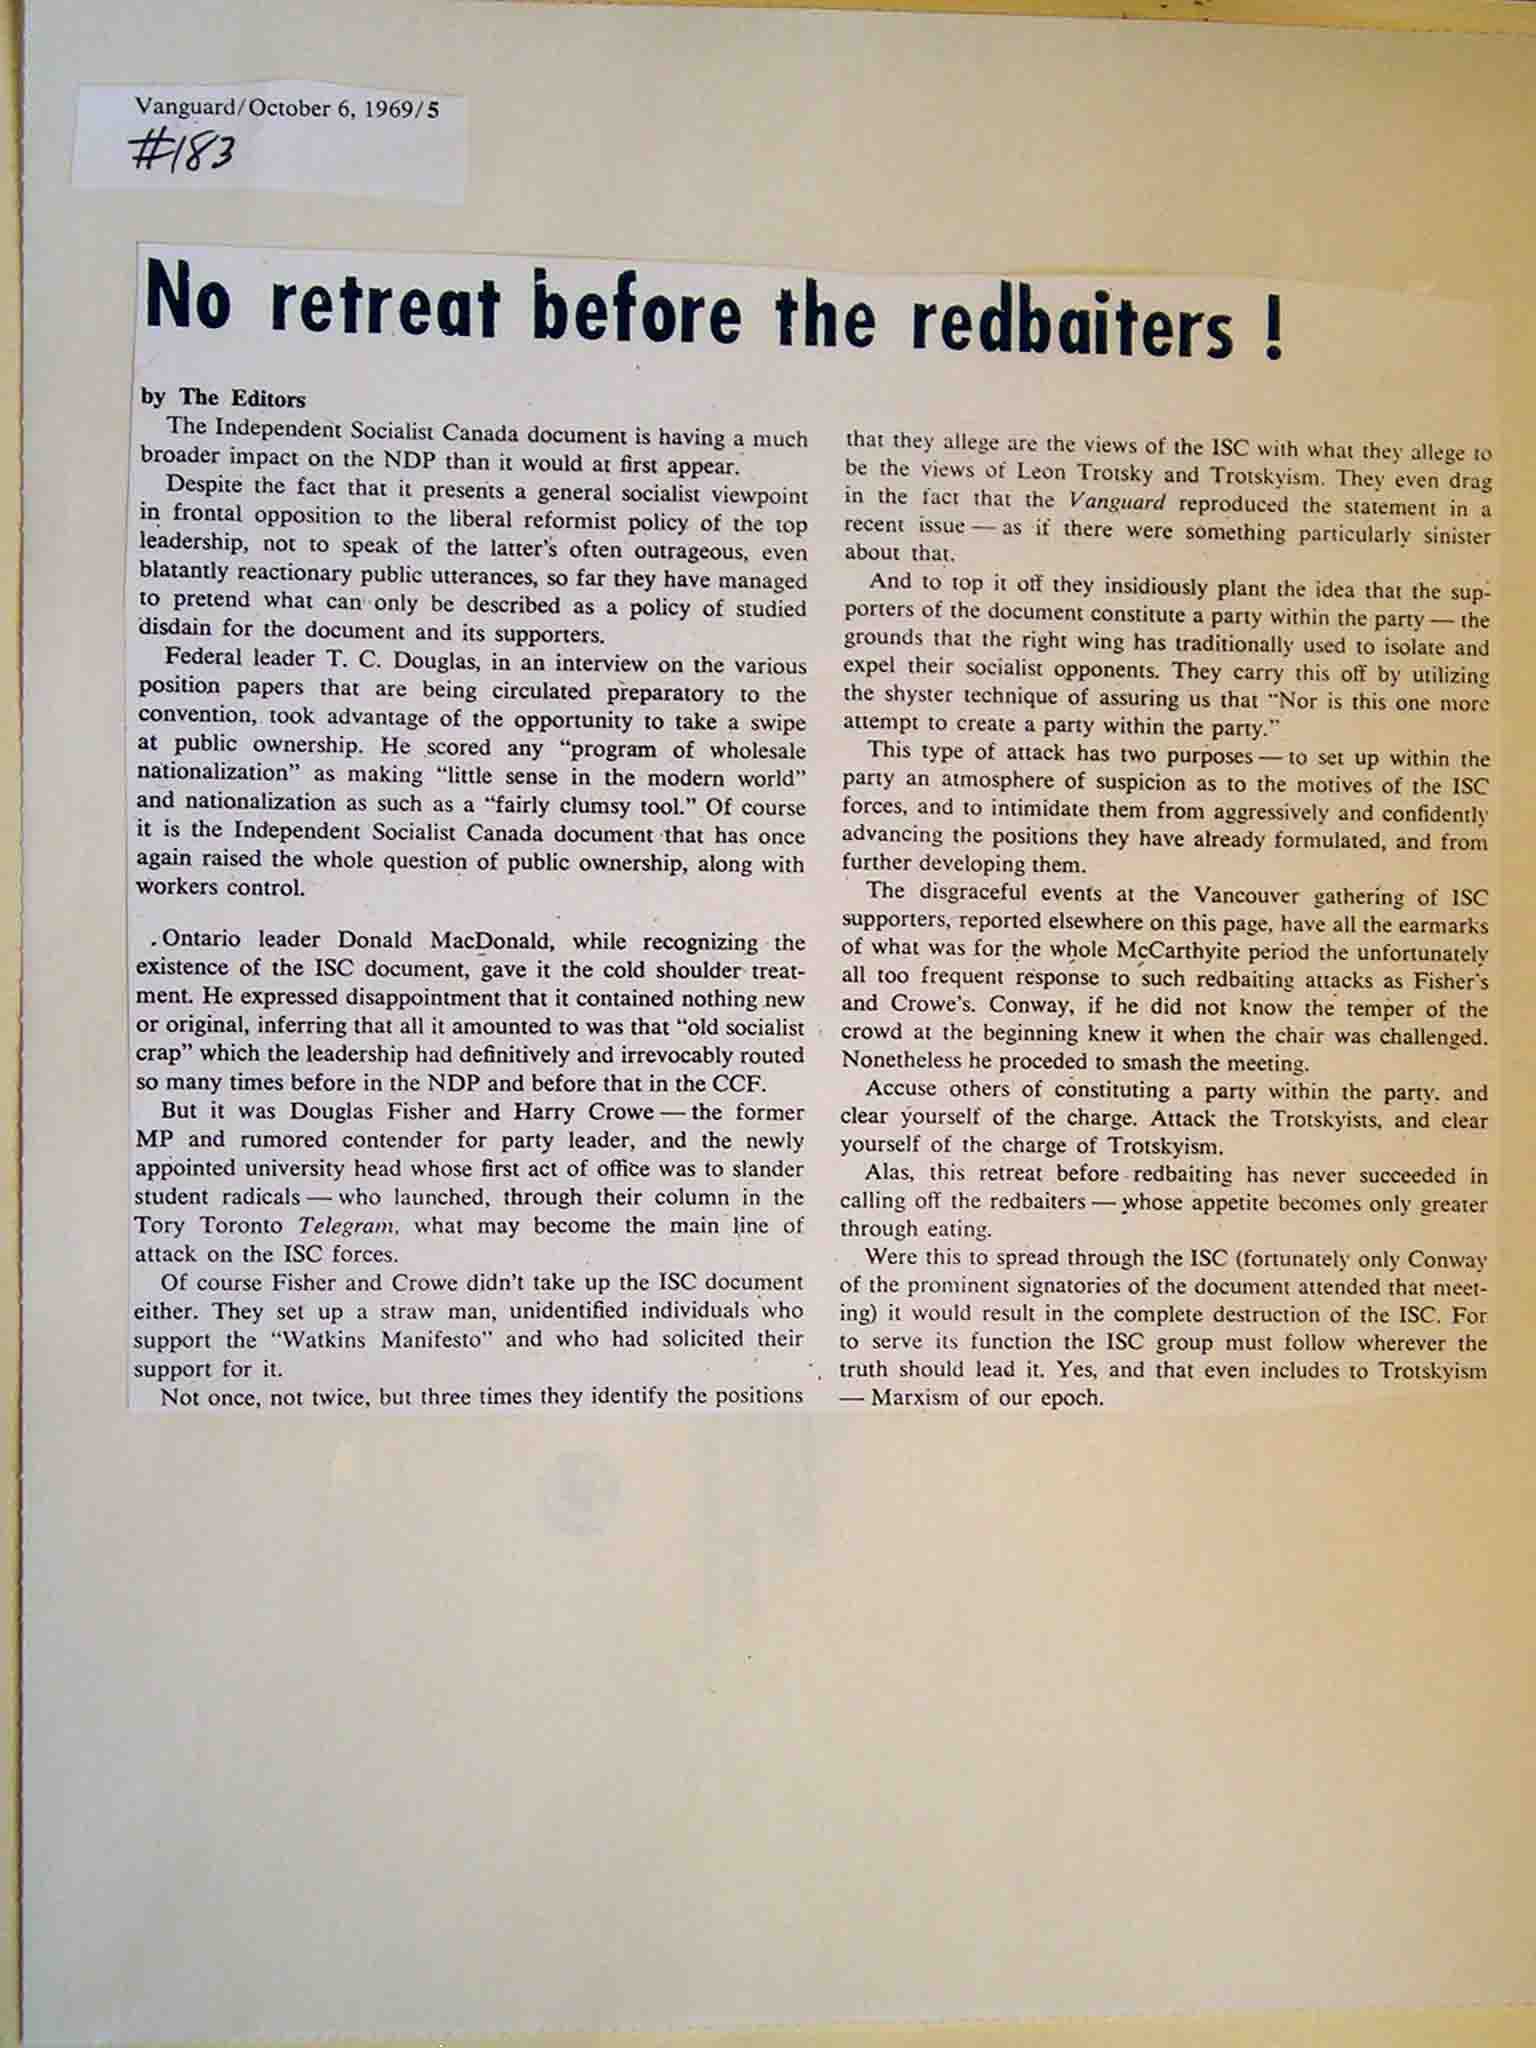 Vanguard/October 6, 1969/5
#183
No retreat before the redbaiters !
by The Editors
The Independent Socialist Canada document is having a much
broader impact on the NDP than it would at first appear.
Despite the fact that it presents a general socialist viewpoint
in frontal opposition to the liberal reformist policy of the top
leadership, not to speak of the latter's often outrageous, even
blatantly reactionary public utterances, so far they have managed
to pretend what can only be described as a policy of studied
disdain for the document and its supporters.
Federal leader T. C. Douglas, in an interview on the various
position papers that are being circulated preparatory to the
convention, took advantage of the opportunity to take a swipe
at public ownership. He scored any “program of wholesale
nationalization” as making “little sense in the modern world”
and nationalization as such as a “fairly clumsy tool.” Of course
it is the Independent Socialist Canada document that has once
again raised the whole question of public ownership, along with
workers control.
Ontario leader Donald MacDonald, while recognizing the
existence of the ISC document, gave it the cold shoulder treat-
ment. He expressed disappointment that it contained nothing new
or original, inferring that all it amounted to was that “old socialist
crap” which the leadership had definitively and irrevocably routed
so many times before in the NDP and before that in the CCF.
But it was Douglas Fisher and Harry Crowe — the former
MP and rumored contender for party leader, and the newly
appointed university head whose first act of office was to slander
student radicals — who launched, through their column in the
Tory Toronto Telegram, what may become the main line of
attack on the ISC forces.
Of course Fisher and Crowe didn't take up the ISC document
either. They set up a straw man, unidentified individuals who
support the “Watkins Manifesto” and who had solicited their
support for it.
Not once, not twice, but three times they identify the positions
that they allege are the views of the ISC with what they allege to
be the views of Leon Trotsky and Trotskyism. They even drag
in the fact that the Vanguard reproduced the statement in a
recent issue — as if there were something particularly sinister
about that.
And to top it off they insidiously plant the idea that the sup-
porters of the document constitute a party within the party — the
grounds that the right wing has traditionally used to isolate and
expel their socialist opponents. They carry this off by utilizing
the shyster technique of assuring us that “Nor is this one more
attempt to create a party within the party.”
This type of attack has two purposes — to set up within the
party an atmosphere of suspicion as to the motives of the ISC
forces, and to intimidate them from aggressively and confidently
advancing the positions they have already formulated, and from
further developing them.
The disgraceful events at the Vancouver gathering of ISC
supporters, reported elsewhere on this page, have all the earmarks
of what was for the whole McCarthyite period the unfortunately
all too frequent response to such redbaiting attacks as Fisher's
and Crowe's. Conway, if he did not know the temper of the
crowd at the beginning knew it when the chair was challenged.
Nonetheless he proceded to smash the meeting.
Accuse others of constituting a party within the party. and
clear yourself of the charge. Attack the Trotskyists, and clear
yourself of the charge of Trotskyism.
Alas, this retreat before redbaiting has never succeeded in
calling off the redbaiters — whose appetite becomes only greater
through eating.
Were this to spread through the ISC (fortunately only Conway
of the prominent signatories of the document attended that meet-
ing) it would result in the complete destruction of the ISC. For
to serve its function the ISC group must follow wherever the
truth should lead it. Yes, and that even includes to Trotskyism
— Marxism of our epoch.